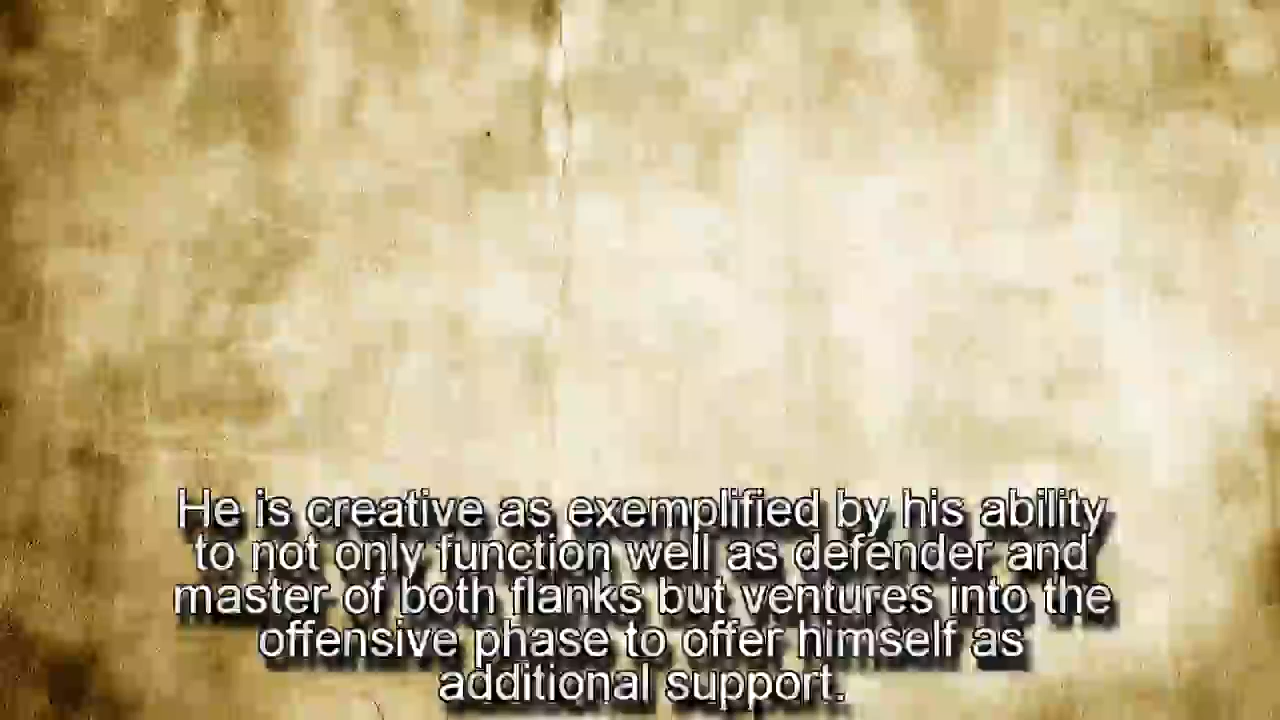 He is creative as exemplified by his ability
to not only function well as defender and
master of both flanks but ventures into the
offensive phase to offer himself as
additional support.